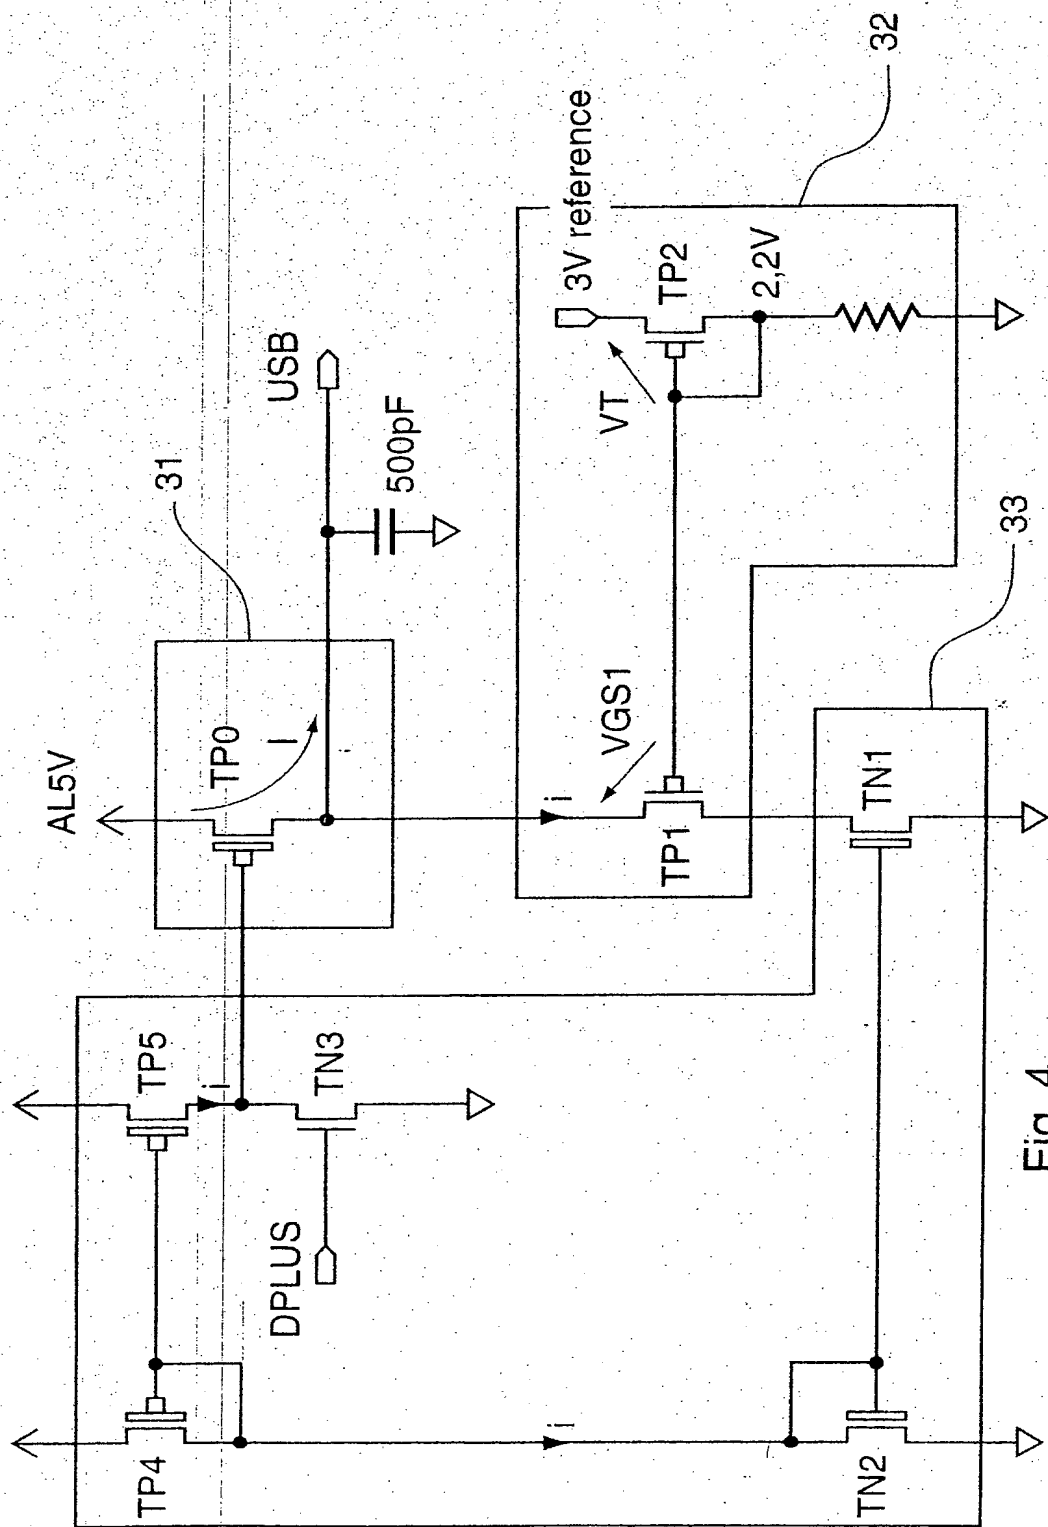 AL5V
31
TP0
I
USB
500pF
TP5
i
TN3
DPLUS
TP4
i
TN2
i
VGS1
TP1
TN1
VT
3V reference
TP2
2,2V
32
33
Fig. 4